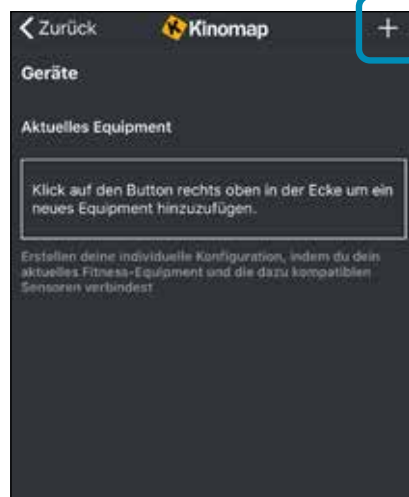 Zurück Kinomap +
Geräte
Aktuelles Equipment
Klick auf den Button rechts oben in der Ecke um ein
neues Equipment hinzuzufügen.
Erstellen deine individuelle Konfiguration, indem du dein
aktuelles Fitness-Equipment und die dazu kompatiblen
Sensoren verbindest